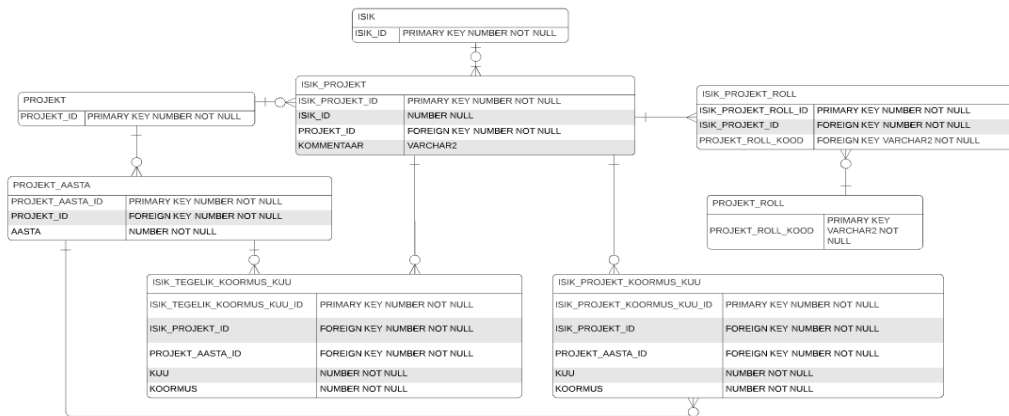 ISIK
ISIK_ID PRIMARY KEY NUMBER NOT NULL
ISIK_PROJEKT
ISIK_PROJEKT_ID PRIMARY KEY NUMBER NOT NULL
ISIK_ID NUMBER NULL
PROJEKT_ID FOREIGN KEY NUMBER NOT NULL
KOMMENTAAR VARCHAR2
PROJEKT
PROJEKT_ID PRIMARY KEY NUMBER NOT NULL
ISIK_PROJEKT_ROLL
ISIK_PROJEKT_ROLL_ID PRIMARY KEY NUMBER NOT NULL
ISIK_PROJEKT_ID FOREIGN KEY NUMBER NOT NULL
PROJEKT_ROLL_KOOD FOREIGN KEY VARCHAR2 NOT NULL
PROJEKT_AASTA
PROJEKT_AASTA_ID PRIMARY KEY NUMBER NOT NULL
PROJEKT_ID FOREIGN KEY NUMBER NOT NULL
AASTA NUMBER NOT NULL
PROJEKT_ROLL
PROJEKT_ROLL_KOOD PRIMARY KEY
VARCHAR2 NOT
NULL
ISIK_TEGELIK_KOORMUS_KUU
ISIK_TEGELIK_KOORMUS_KUU_ID PRIMARY KEY NUMBER NOT NULL
ISIK_PROJEKT_ID FOREIGN KEY NUMBER NOT NULL
PROJEKT_AASTA_ID FOREIGN KEY NUMBER NOT NULL
KUU NUMBER NOT NULL
KOORMUS NUMBER NOT NULL
ISIK_PROJEKT_KOORMUS_KUU
ISIK_PROJEKT_KOORMUS_KUU_ID PRIMARY KEY NUMBER NOT NULL
ISIK_PROJEKT_ID FOREIGN KEY NUMBER NOT NULL
PROJEKT_AASTA_ID FOREIGN KEY NUMBER NOT NULL
KUU NUMBER NOT NULL
KOORMUS NUMBER NOT NULL